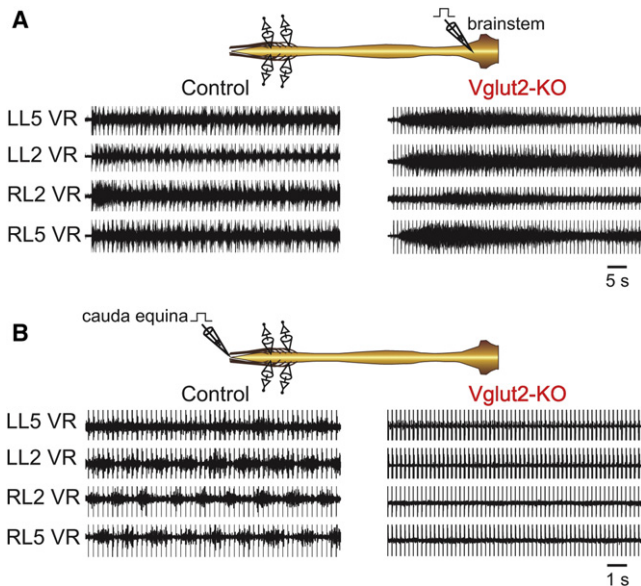 A
brainstem
Control
Vglut2-KO
LL5 VR
LL2 VR
RL2 VR
RL5 VR
5 s
B
cauda equina
Control
Vglut2-KO
LL5 VR
LL2 VR
RL2 VR
RL5 VR
1 s